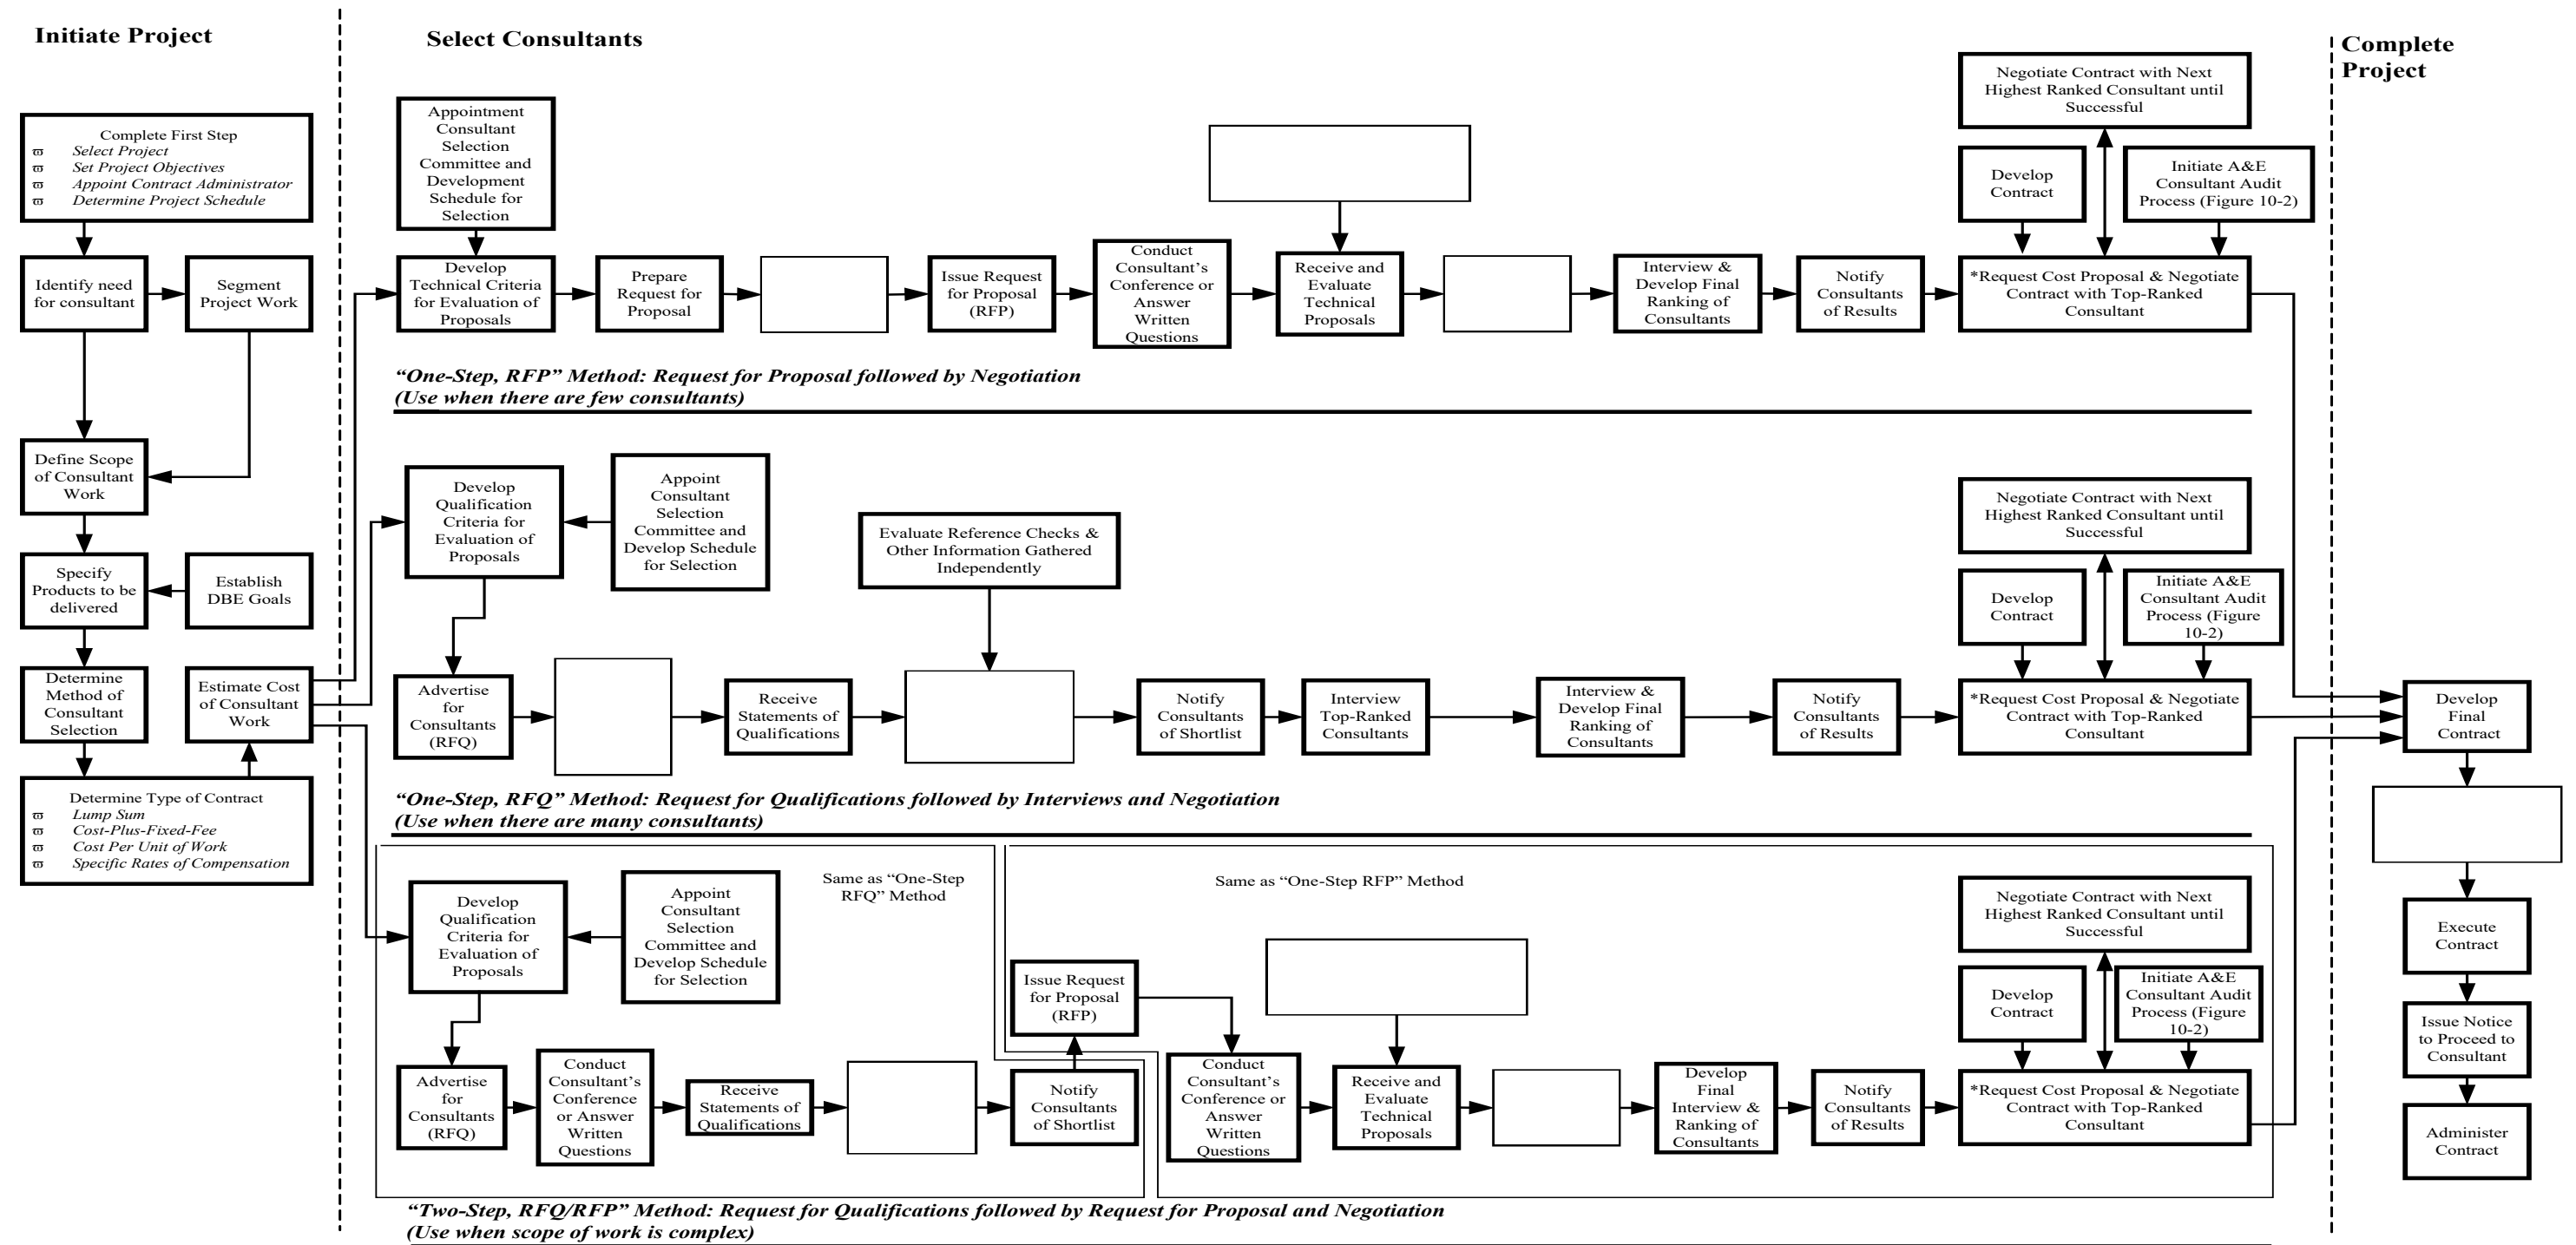 Initiate Project
Complete First Step
ϖ Select Project
ϖ Set Project Objectives
ϖ Appoint Contract Administrator
ϖ Determine Project Schedule
Identify need
for consultant
Segment
Project Work
Define Scope
of Consultant
Work
Specify
Products to be
delivered
Establish
DBE Goals
Determine
Method of
Consultant
Selection
Estimate Cost
of Consultant
Work
Determine Type of Contract
ϖ Lump Sum
ϖ Cost-Plus-Fixed-Fee
ϖ Cost Per Unit of Work
ϖ Specific Rates of Compensation
Select Consultants
Appointment
Consultant
Selection
Committee and
Development
Schedule for
Selection
Develop
Technical Criteria
for Evaluation of
Proposals
Prepare
Request for
Proposal
Issue Request
for Proposal
(RFP)
Conduct
Consultant’s
Conference or
Answer
Written
Questions
Receive and
Evaluate
Technical
Proposals
Interview &
Develop Final
Ranking of
Consultants
Notify
Consultants
of Results
Negotiate Contract with Next
Highest Ranked Consultant until
Successful
Develop
Contract
Initiate A&E
Consultant Audit
Process (Figure 10-2)
*Request Cost Proposal & Negotiate
Contract with Top-Ranked
Consultant
“One-Step, RFP” Method: Request for Proposal followed by Negotiation
(Use when there are few consultants)
Develop
Qualification
Criteria for
Evaluation of
Proposals
Appoint
Consultant
Selection
Committee and
Develop Schedule
for Selection
Evaluate Reference Checks &
Other Information Gathered
Independently
Advertise
for
Consultants
(RFQ)
Receive
Statements of
Qualifications
Notify
Consultants
of Shortlist
Interview
Top-Ranked
Consultants
Interview &
Develop Final
Ranking of
Consultants
Notify
Consultants
of Results
Negotiate Contract with Next
Highest Ranked Consultant until
Successful
Develop
Contract
Initiate A&E
Consultant Audit
Process (Figure
10-2)
*Request Cost Proposal & Negotiate
Contract with Top-Ranked
Consultant
“One-Step, RFQ” Method: Request for Qualifications followed by Interviews and Negotiation
(Use when there are many consultants)
Same as “One-Step
RFQ” Method
Develop
Qualification
Criteria for
Evaluation of
Proposals
Appoint
Consultant
Selection
Committee and
Develop Schedule
for Selection
Advertise
for
Consultants
(RFQ)
Conduct
Consultant’s
Conference
or Answer
Written
Questions
Receive
Statements of
Qualifications
Notify
Consultants
of Shortlist
Same as “One-Step RFP” Method
Issue Request
for Proposal
(RFP)
Conduct
Consultant’s
Conference or
Answer
Written
Questions
Receive and
Evaluate
Technical
Proposals
Develop
Final
Interview &
Ranking of
Consultants
Notify
Consultants
of Results
Negotiate Contract with Next
Highest Ranked Consultant until
Successful
Develop
Contract
Initiate A&E
Consultant Audit
Process (Figure
10-2)
*Request Cost Proposal & Negotiate
Contract with Top-Ranked
Consultant
“Two-Step, RFQ/RFP” Method: Request for Qualifications followed by Request for Proposal and Negotiation
(Use when scope of work is complex)
Complete
Project
Develop
Final
Contract
Execute
Contract
Issue Notice
to Proceed to
Consultant
Administer
Contract